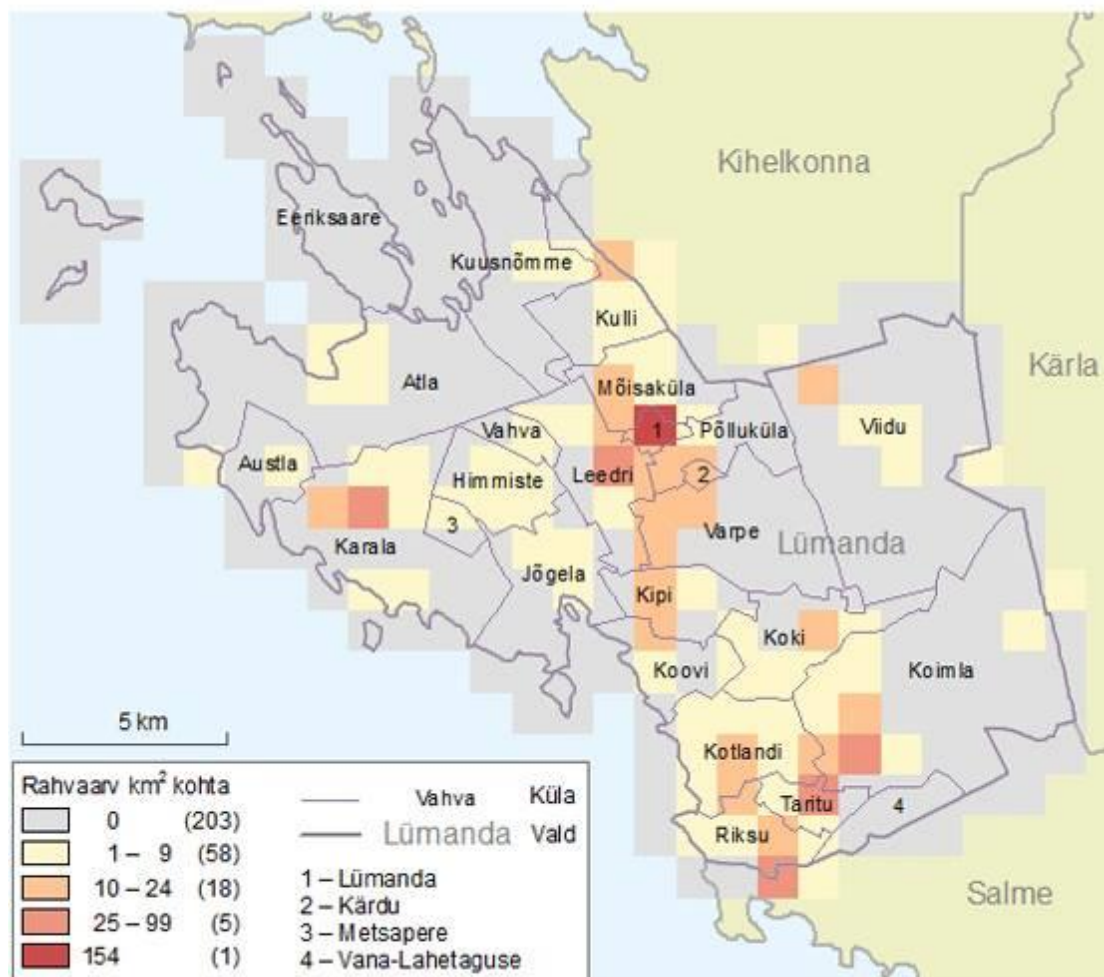 Kihelkonna
Eeriksaare
Kuusnõmme
Kulli
Kärla
Atla
Mõisaküla
Vahva
1
Põlluküla
Viidu
Austla
Himmiste
Leedri
2
3
Karala
Varpe
Lümanda
Jõgela
Kipi
Koki
Koovi
Koimla
5 km
Kotlandi
Taritu
4
Riksu
Salme
Rahvaarv km² kohta
0 (203)
1 – 9 (58)
10 – 24 (18)
25 – 99 (5)
154 (1)
Vahva Küla
Lümanda Vald
1 – Lümanda
2 – Kärdu
3 – Metsapere
4 – Vana-Lahetaguse